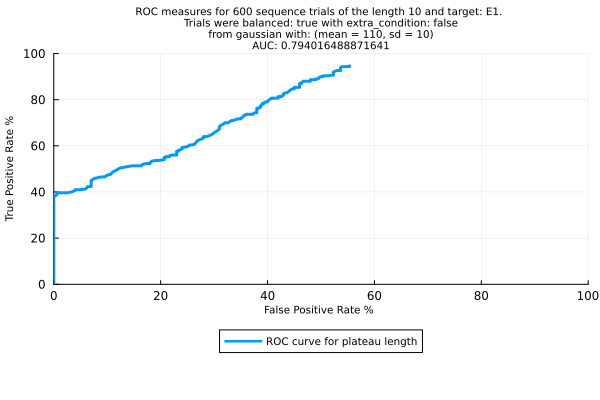 ROC measures for 600 sequence trials of the length 10 and target: E1.
Trials were balanced: true with extra_condition: false
from gaussian with: (mean = 110, sd = 10)
AUC: 0.794016488871641
100
80
60
40
20
0
True Positive Rate %
0 20 40 60 80 100
False Positive Rate %
ROC curve for plateau length